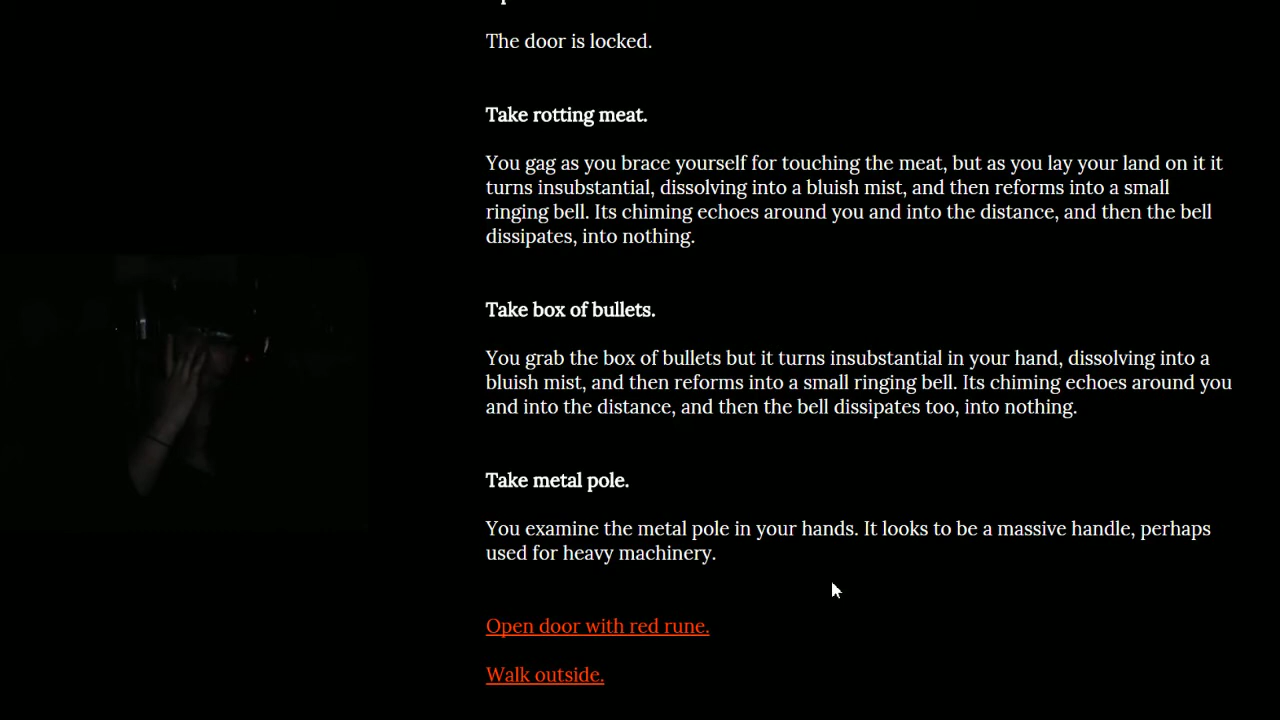 The door is locked.
Take rotting meat.
You gag as you brace yourself for touching the meat, but as you lay your land on it it
turns insubstantial, dissolving into a bluish mist, and then reforms into a small
ringing bell. Its chiming echoes around you and into the distance, and then the bell
dissipates, into nothing.
Take box of bullets.
You grab the box of bullets but it turns insubstantial in your hand, dissolving into a
bluish mist, and then reforms into a small ringing bell. Its chiming echoes around you
and into the distance, and then the bell dissipates too, into nothing.
Take metal pole.
You examine the metal pole in your hands. It looks to be a massive handle, perhaps
used for heavy machinery.
Open door with red rune.
Walk outside.